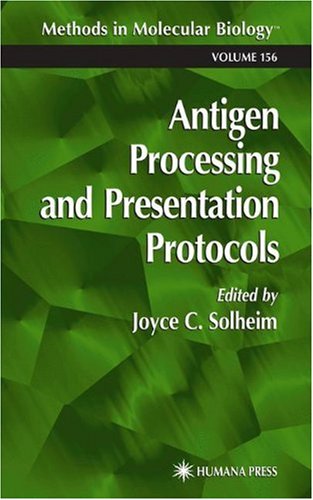 Methods in Molecular Biology™
VOLUME 156
Antigen
Processing
and Presentation
Protocols
Edited by
Joyce C. Solheim
HUMANA PRESS